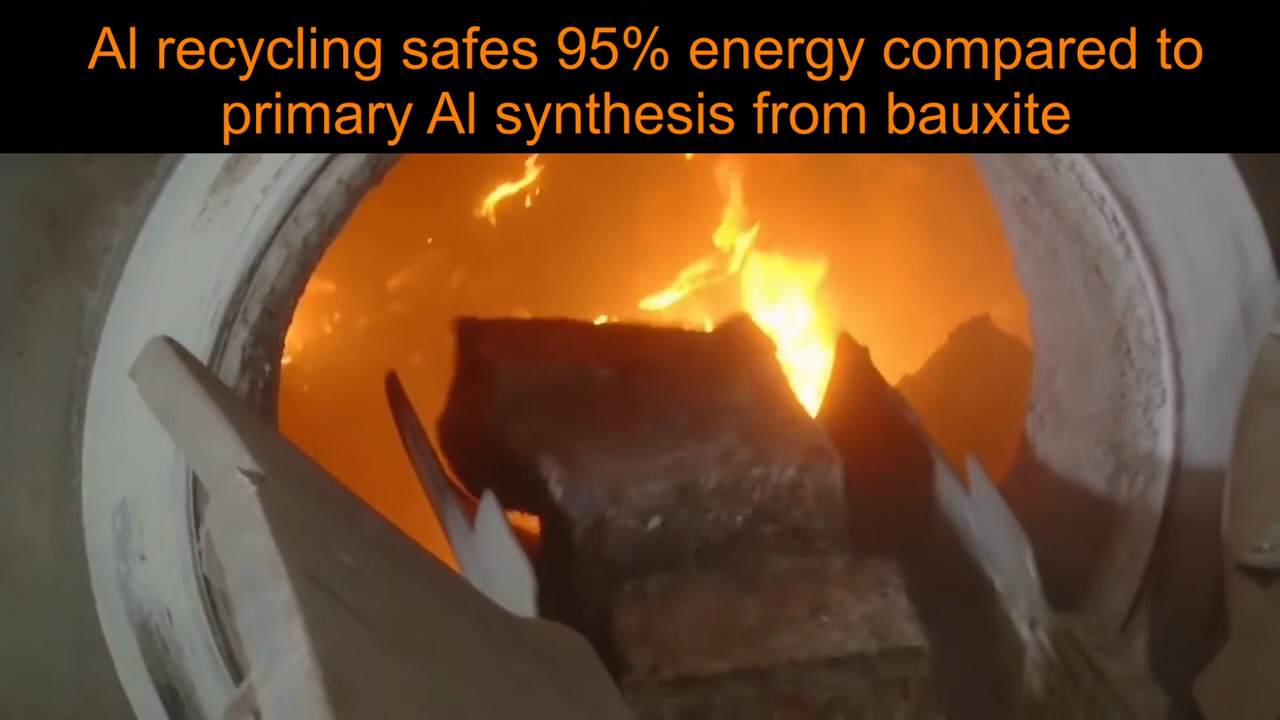 Al recycling safes 95% energy compared to
primary Al synthesis from bauxite